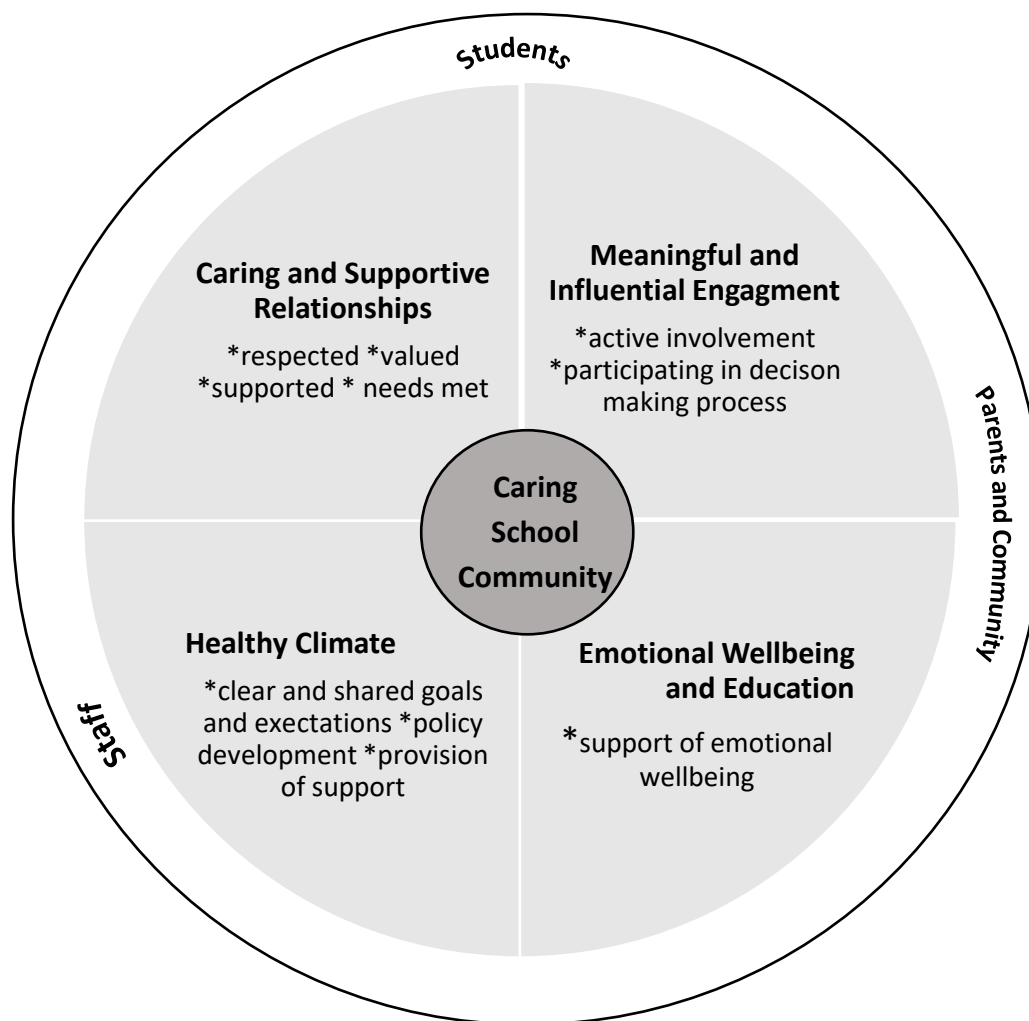 Students
Caring and Supportive
Relationships
*respected *valued
*supported * needs met
Meaningful and
Influential Engagment
*active involvement
*participating in decison
making process
Parents and Community
Caring
School
Community
Healthy Climate
*clear and shared goals
and exectations *policy
development *provision
of support
Emotional Wellbeing
and Education
*support of emotional
wellbeing
Staff